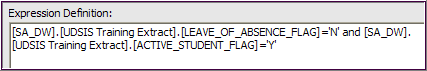 Expression Definition:
[SA_DW].[UDSIS Training Extract].[LEAVE_OF_ABSENCE_FLAG]='N' and [SA_DW].
[UDSIS Training Extract].[ACTIVE_STUDENT_FLAG]='Y'